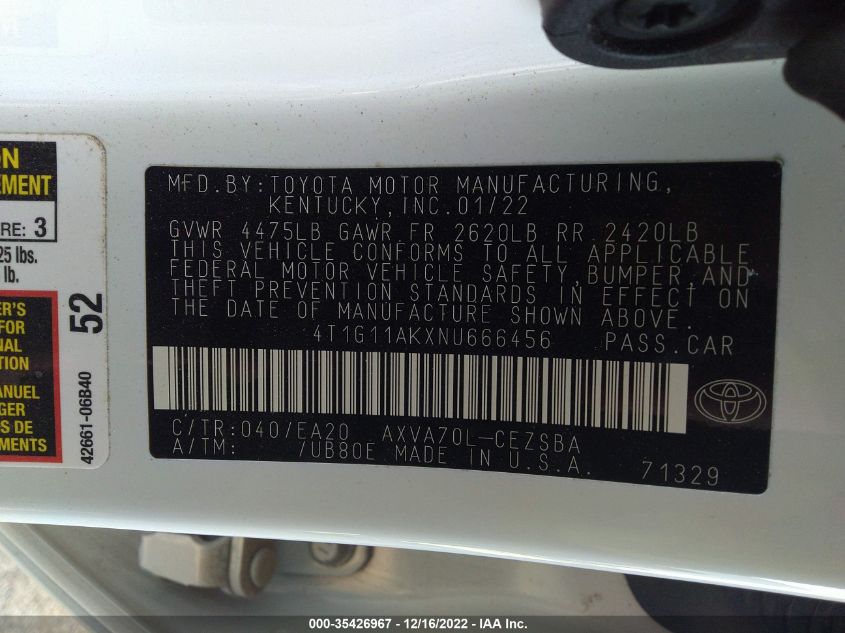 ON
EMENT
RE: 3
25 lbs.
lb.
ER'S
FOR
NAL
TION
ANUEL
GER
OS DE
MENTS
52
42661-06B40
MFD.BY:TOYOTA MOTOR MANUFACTURING,
KENTUCKY,INC.01/22
GVWR 4475LB GAWR FR 2620LB RR 2420LB
THIS VEHICLE CONFORMS TO ALL APPLICABLE
FEDERAL MOTOR VEHICLE SAFETY,BUMPER,AND
THEFT PREVENTION STANDARDS IN EFFECT ON
THE DATE OF MANUFACTURE SHOWN ABOVE.
4T1G11AKXNU666456 PASS.CAR
C/TR:040/EA20 AXVA70L-CEZSBA
A/TM: /UB80E MADE IN U.S.A. 71329
000-35426967 - 12/16/2022 - IAA Inc.